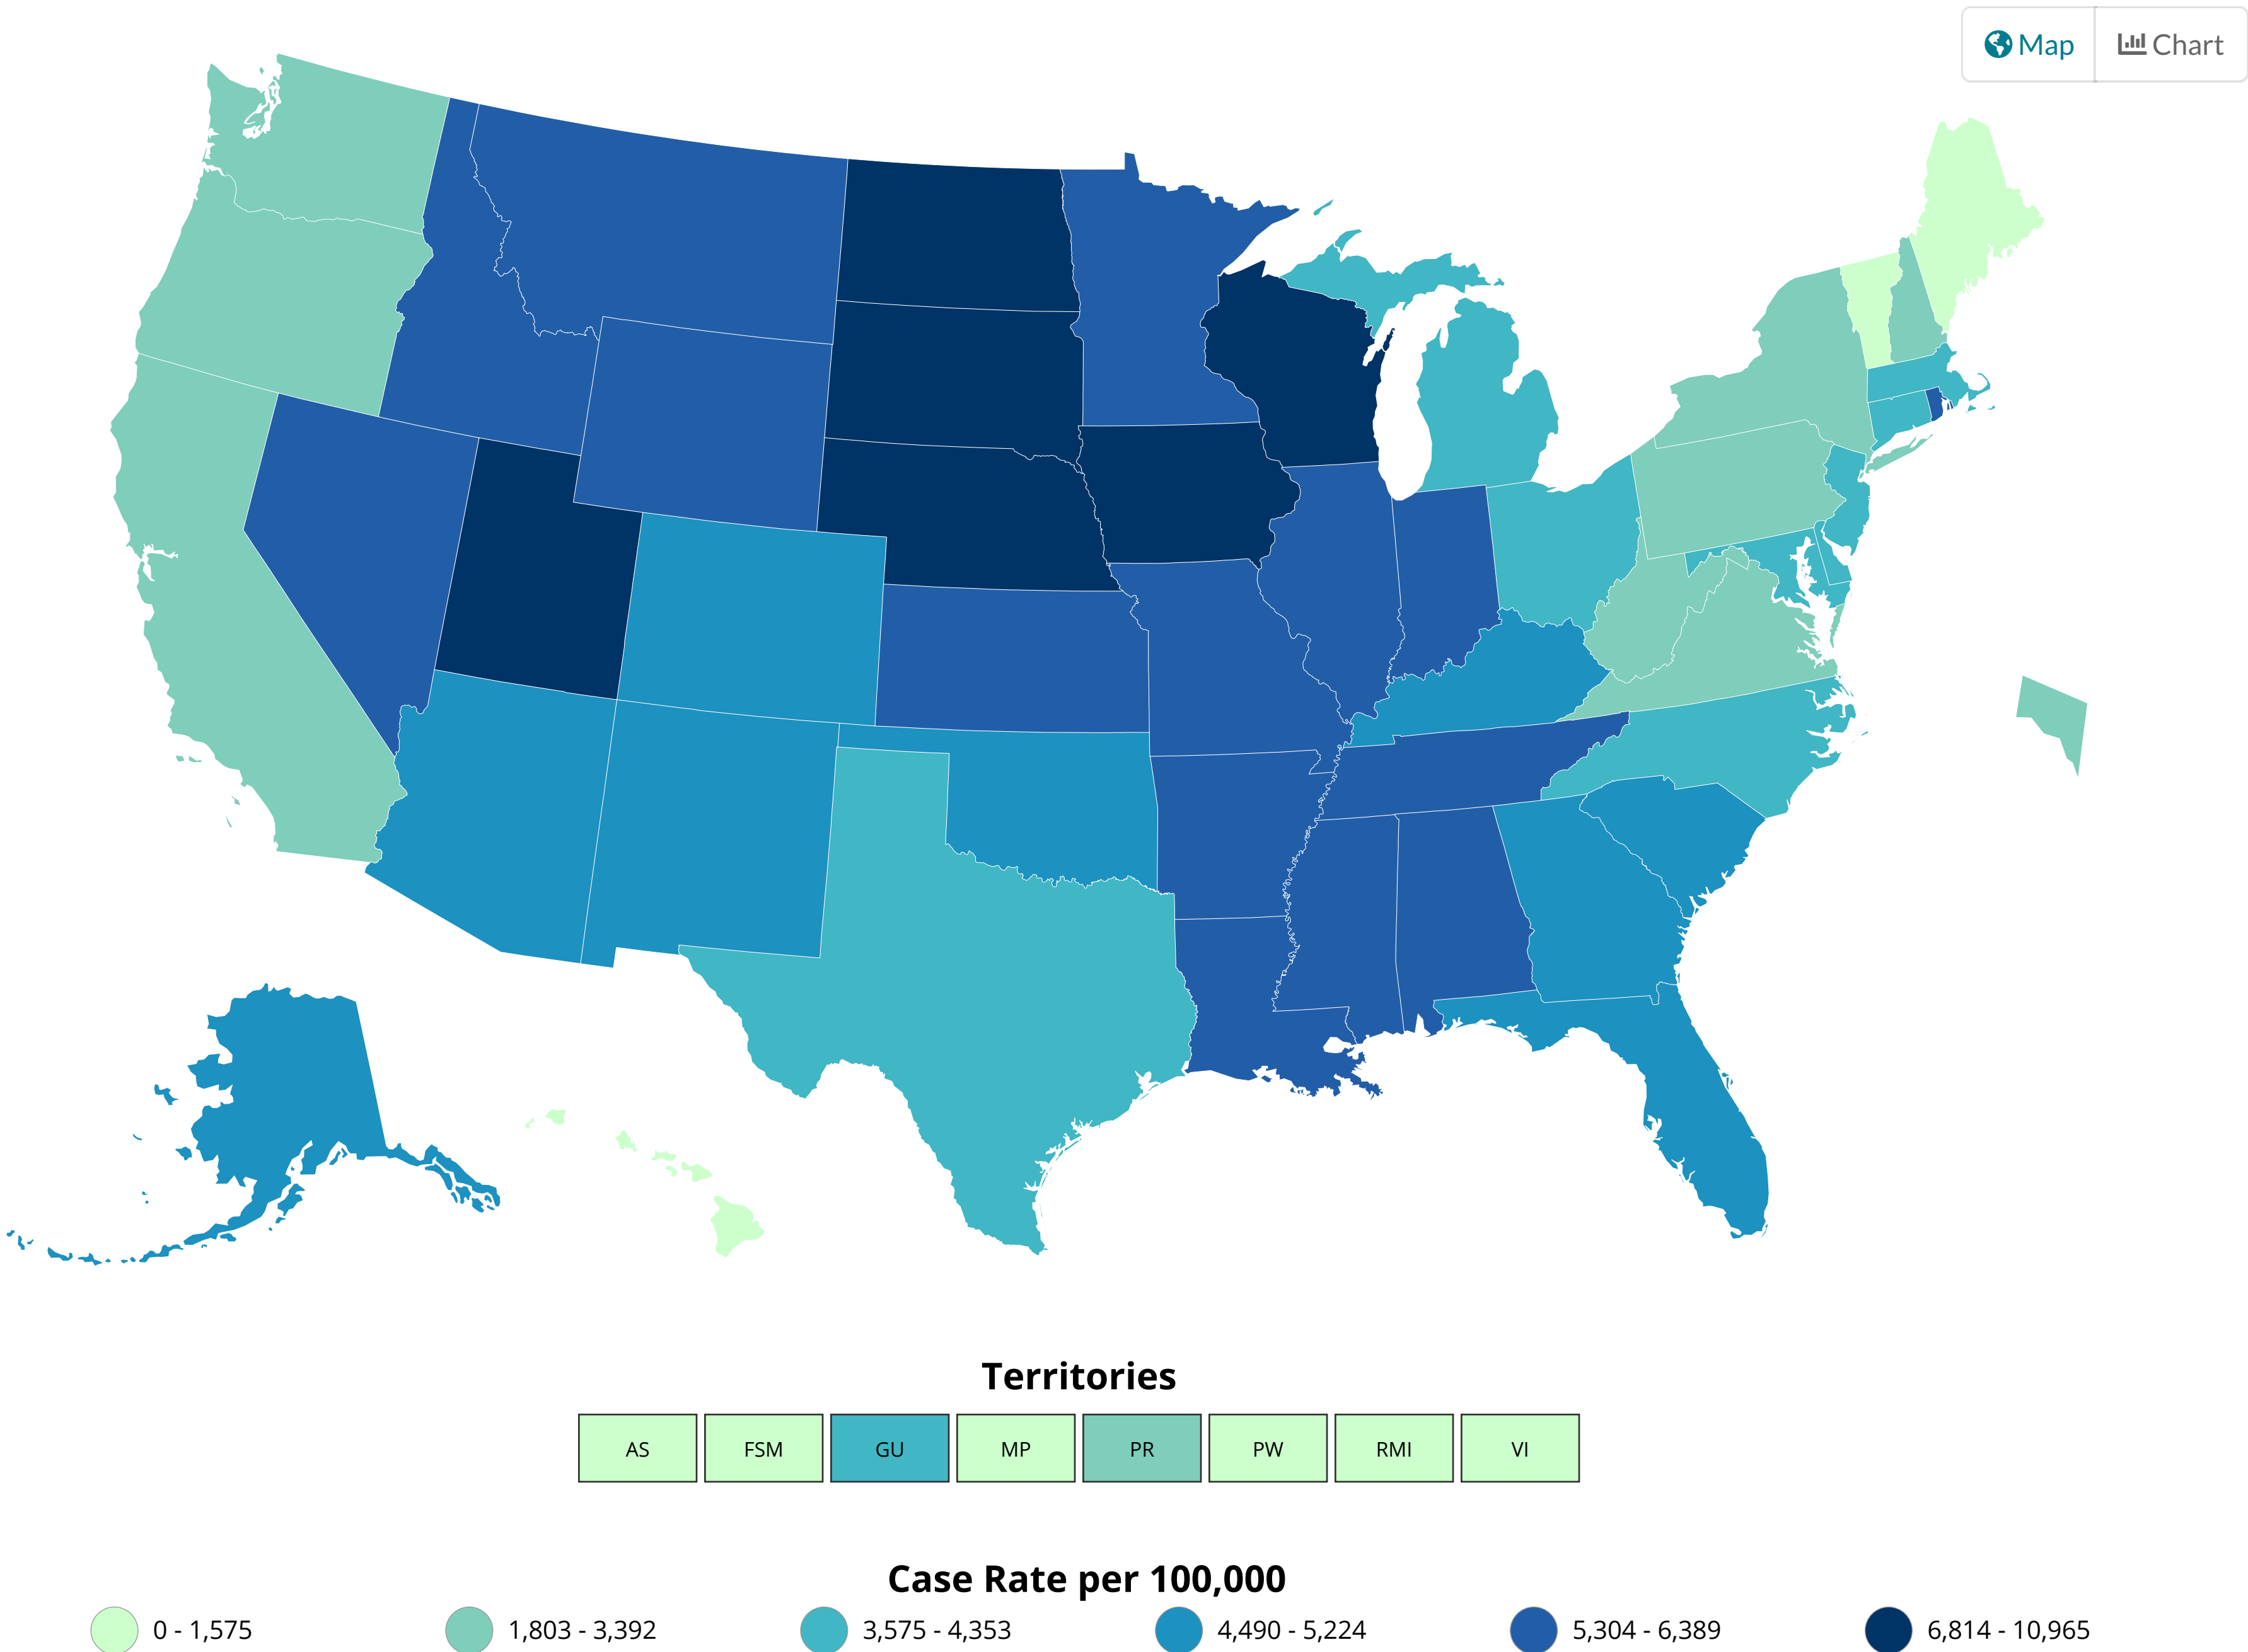 Map Chart
Territories
AS FSM GU MP PR PW RMI VI
Case Rate per 100,000
0 - 1,575 1,803 - 3,392 3,575 - 4,353 4,490 - 5,224 5,304 - 6,389 6,814 - 10,965